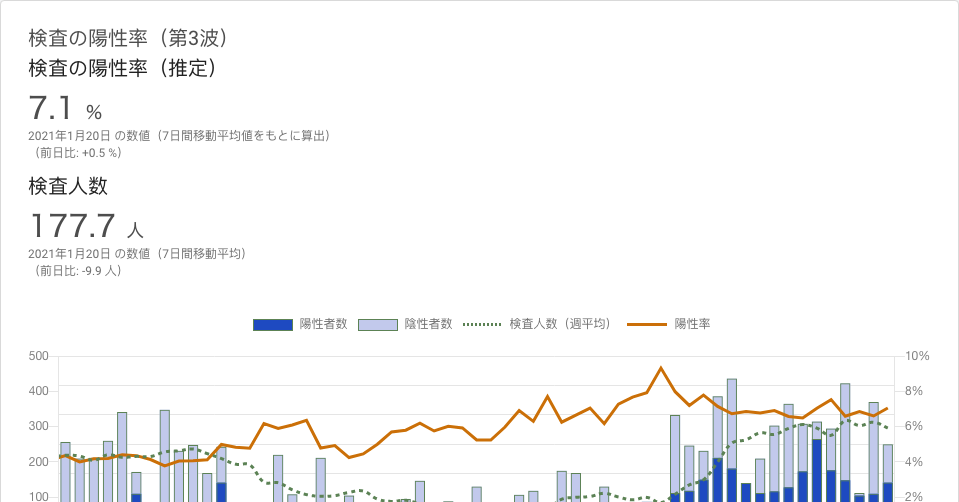 検査の陽性率（第3波）
検査の陽性率（推定）
7.1 %
2021年1月20日 の数値（7日間移動平均値をもとに算出）
（前日比: +0.5 %）
検査人数
177.7 人
2021年1月20日 の数値（7日間移動平均）
（前日比: -9.9 人）
陽性者数 陰性者数 検査人数（週平均） 陽性率
500 10%
400 8%
300 6%
200 4%
100 2%